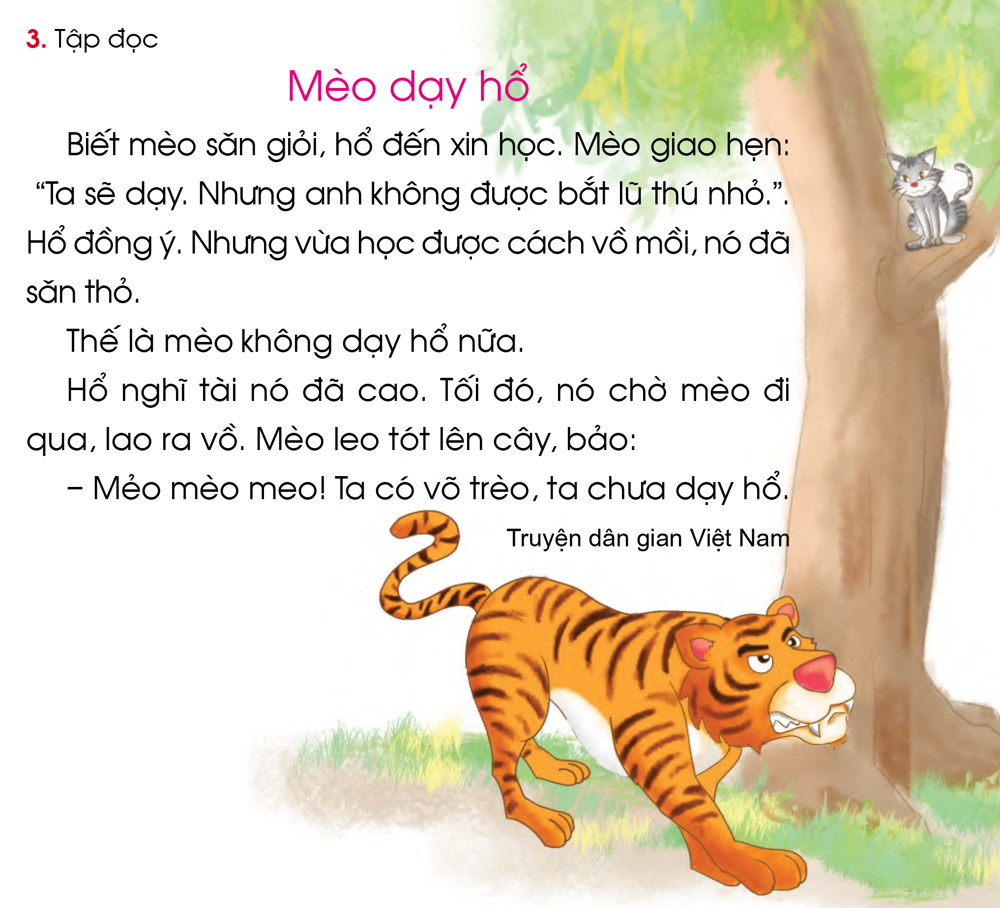 3. Tập đọc
Mèo dạy hổ
Biết mèo săn giỏi, hổ đến xin học. Mèo giao hẹn:
“Ta sẽ dạy. Nhưng anh không được bắt lũ thú nhỏ.”.
Hổ đồng ý. Nhưng vừa học được cách vồ mồi, nó đã
săn thỏ.
Thế là mèo không dạy hổ nữa.
Hổ nghĩ tài nó đã cao. Tối đó, nó chờ mèo đi
qua, lao ra vồ. Mèo leo tót lên cây, bảo:
– Mẻo mèo meo! Ta có võ trèo, ta chưa dạy hổ.
Truyện dân gian Việt Nam